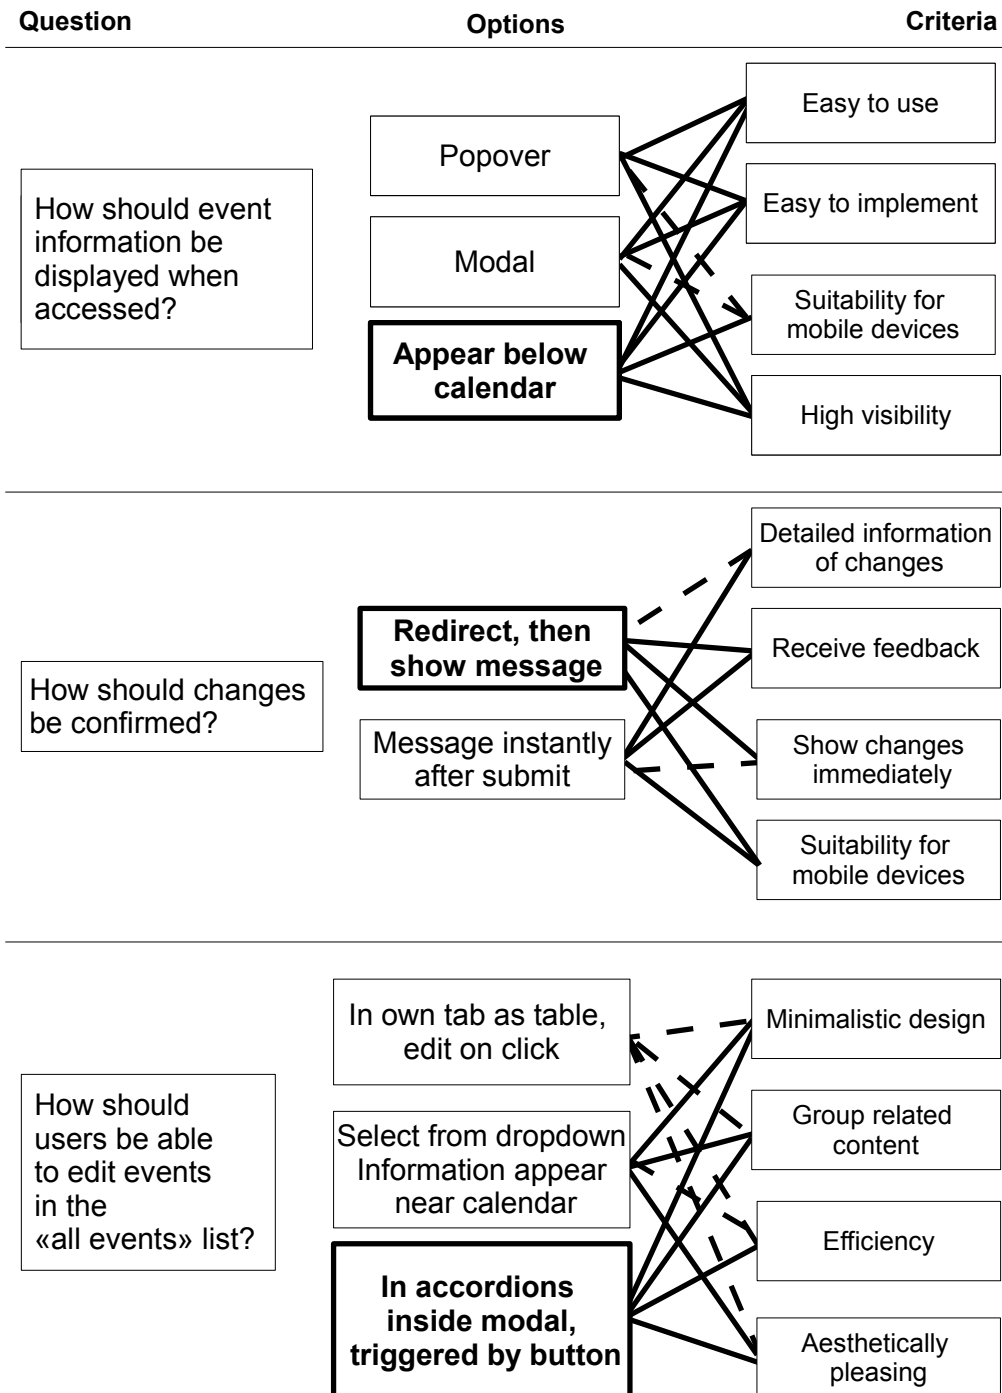 Question
Options
Criteria
How should event
information be
displayed when
accessed?
Popover
Modal
Appear below
calendar
Easy to use
Easy to implement
Suitability for
mobile devices
High visibility
How should changes
be confirmed?
Redirect, then
show message
Message instantly
after submit
Detailed information
of changes
Receive feedback
Show changes
immediately
Suitability for
mobile devices
How should
users be able
to edit events
in the
«all events» list?
In own tab as table,
edit on click
Select from dropdown
Information appear
near calendar
In accordions
inside modal,
triggered by button
Minimalistic design
Group related
content
Efficiency
Aesthetically
pleasing